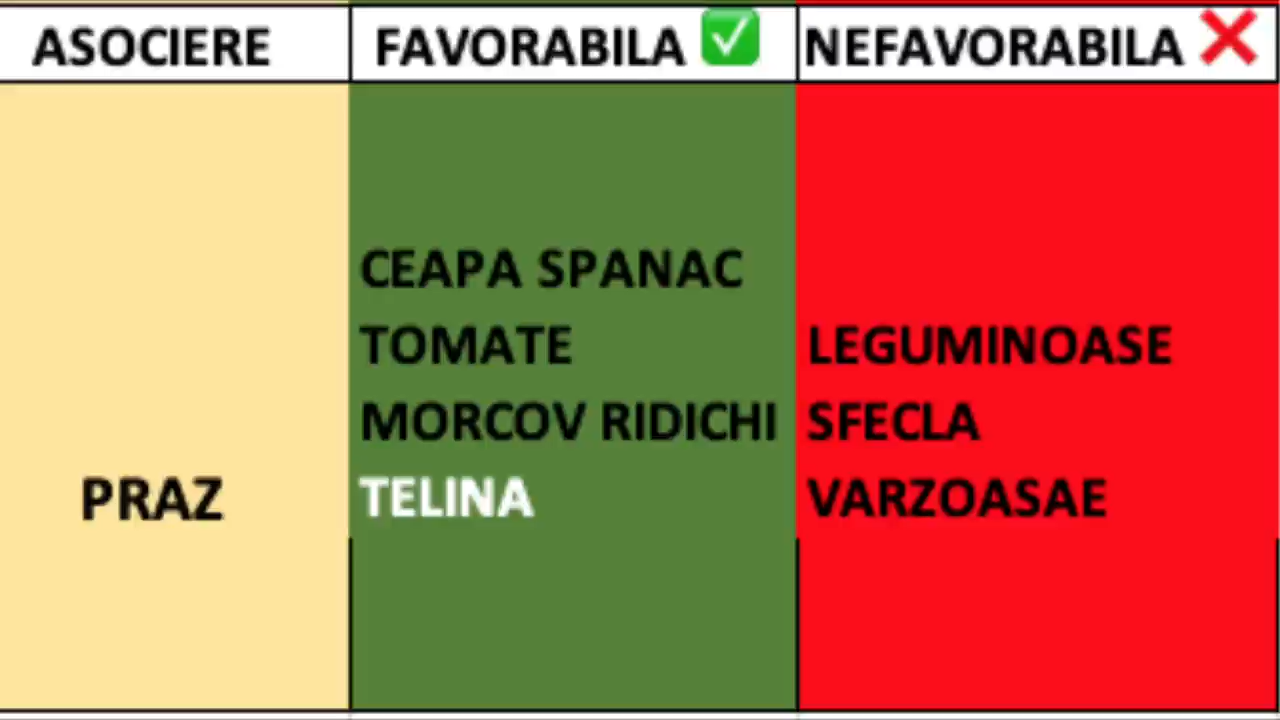 ASOCIERE
FAVORABILA ✅
NEFAVORABILA ❌
PRAZ
CEAPA SPANAC
TOMATE
MORCOV RIDICHI
TELINA
LEGUMINOASE
SFECLA
VARZOASAE